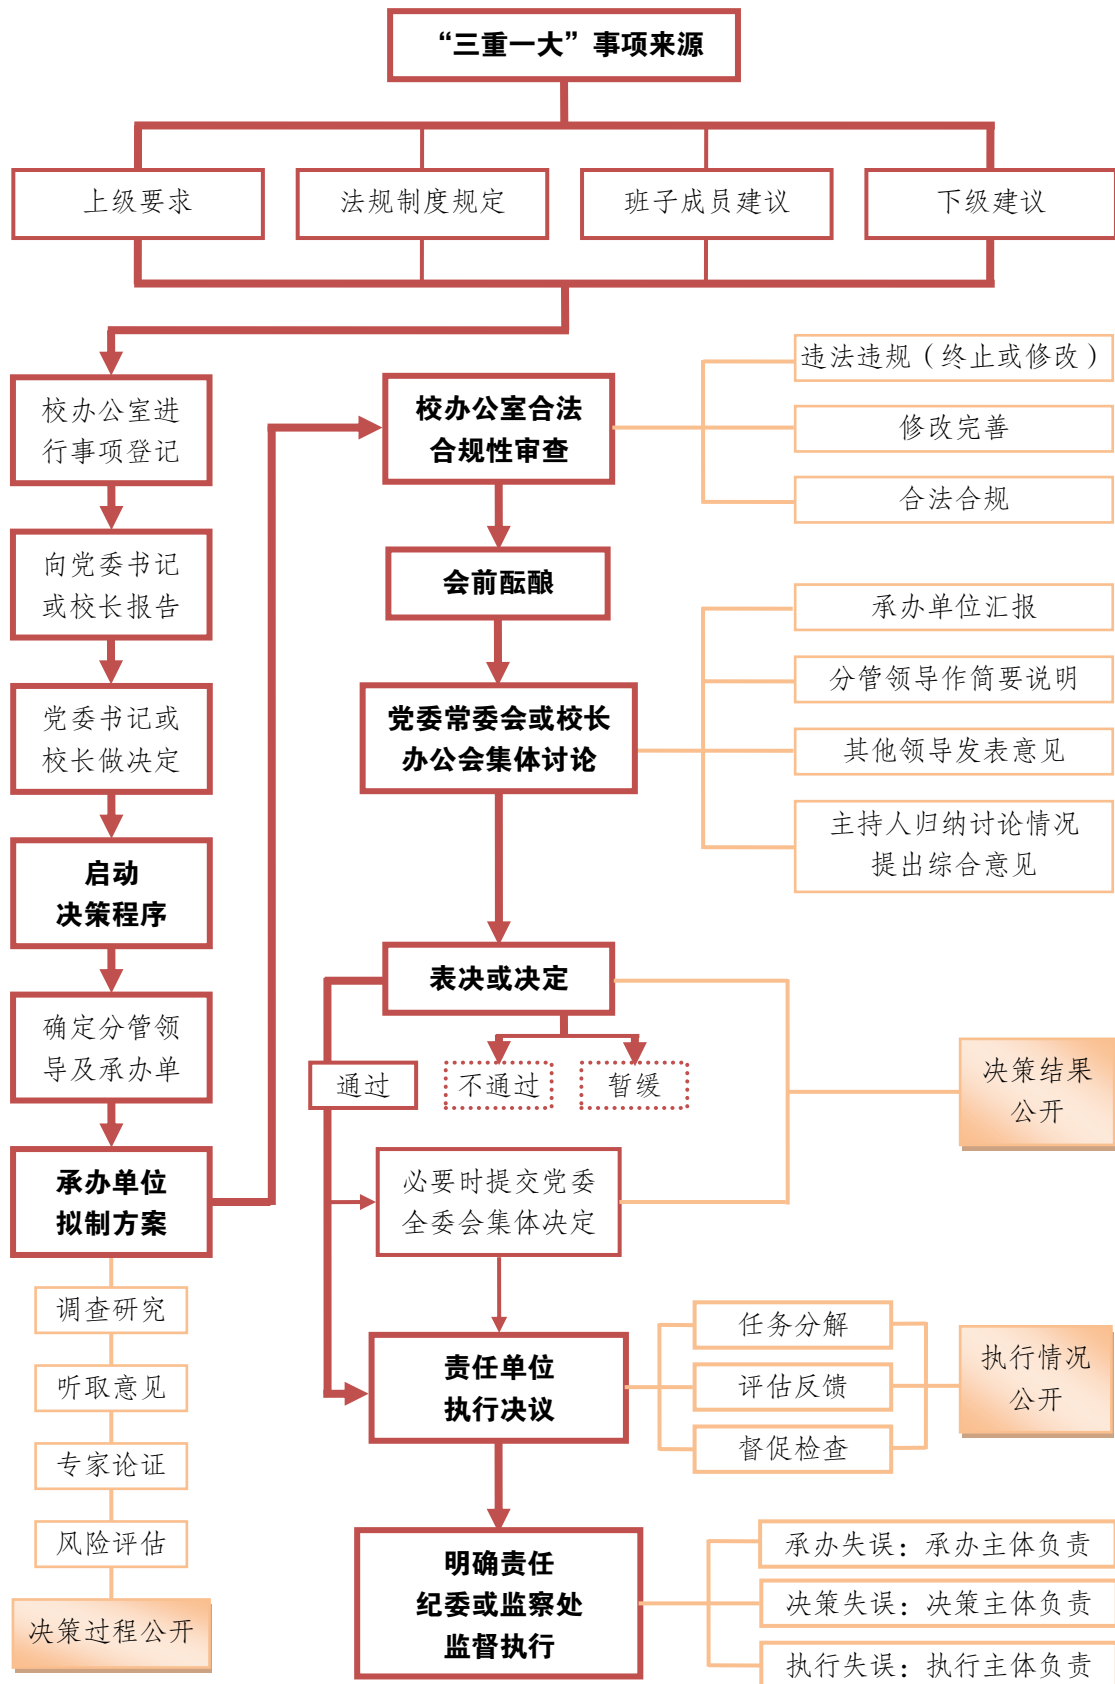 “三重一大”事项来源
上级要求
法规制度规定
班子成员建议
下级建议
校办公室进
行事项登记
向党委书记
或校长报告
党委书记或
校长做决定
启动
决策程序
确定分管领
导及承办单
承办单位
拟制方案
调查研究
听取意见
专家论证
风险评估
决策过程公开
校办公室合法
合规性审查
违法违规（终止或修改）
修改完善
合法合规
会前酝酿
党委常委会或校长
办公会集体讨论
承办单位汇报
分管领导作简要说明
其他领导发表意见
主持人归纳讨论情况
提出综合意见
表决或决定
通过
不通过
暂缓
决策结果
公开
必要时提交党委
全委会集体决定
责任单位
执行决议
任务分解
评估反馈
督促检查
执行情况
公开
明确责任
纪委或监察处
监督执行
承办失误：承办主体负责
决策失误：决策主体负责
执行失误：执行主体负责